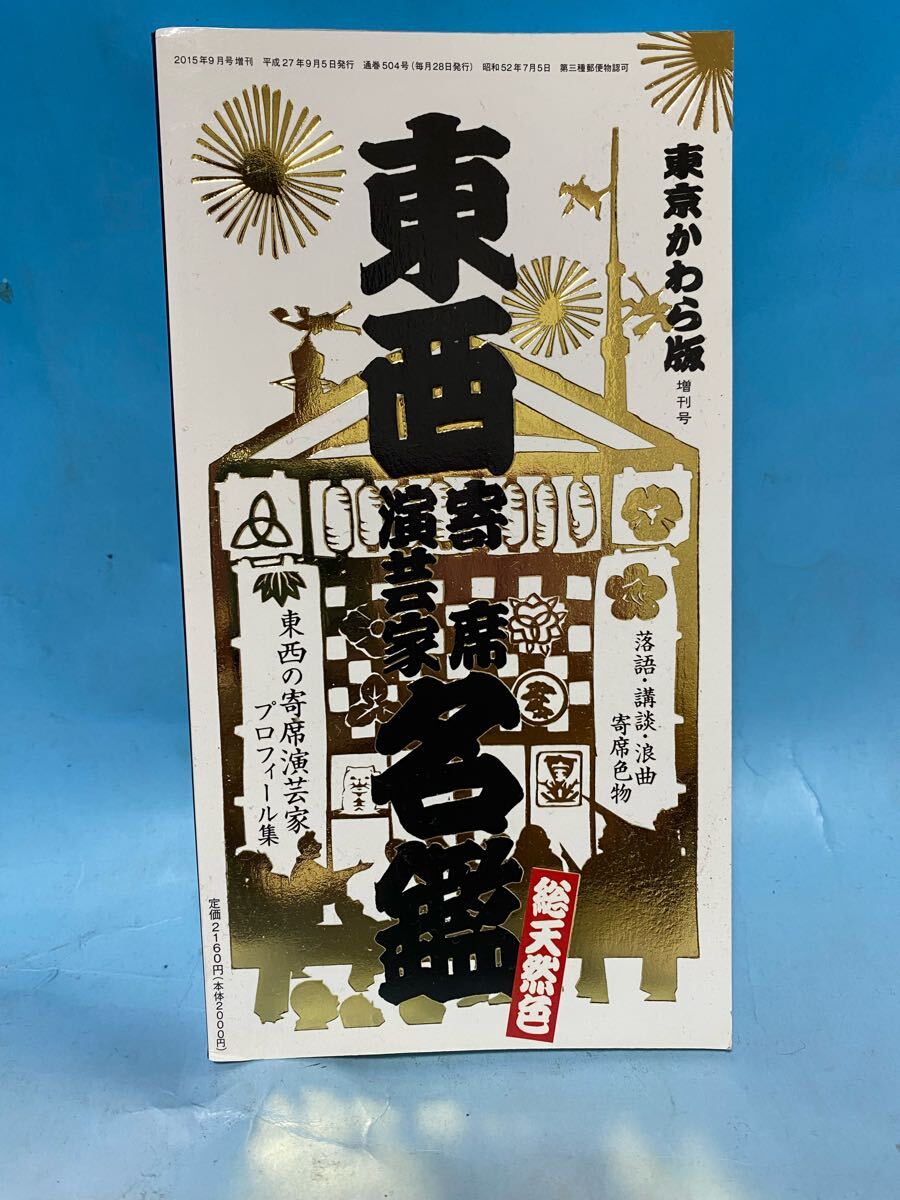 2015年9月号増刊 平成27年9月5日発行 通巻504号(毎月28日発行) 昭和52年7月5日 第三種郵便物認可
東京かわら版
増刊号
東西
寄席
演芸家
名鑑
落語・講談・浪曲
寄席色物
東西の寄席演芸家
プロフィール集
総天然色
定価2160円(本体2000円)